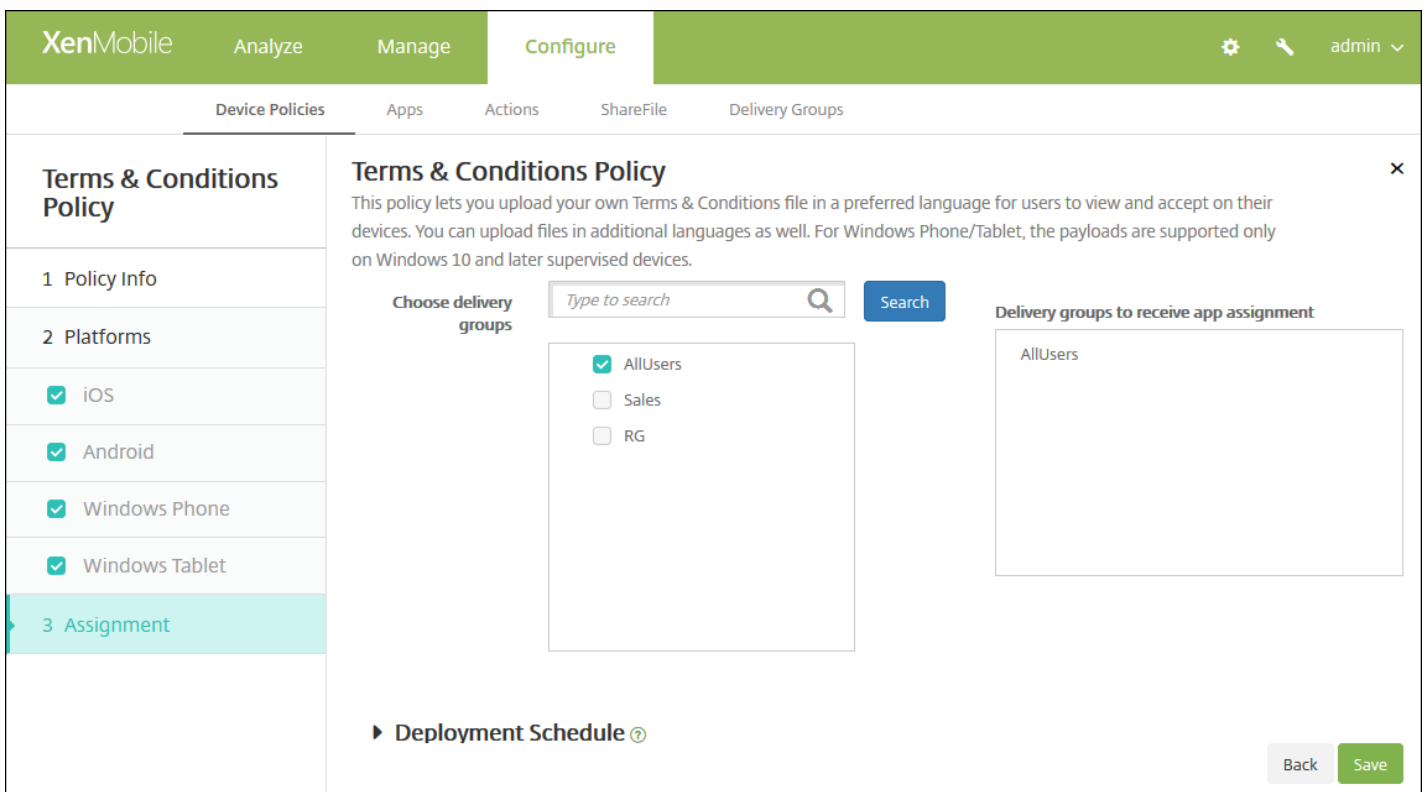 XenMobile Analyze Manage Configure admin
Device Policies Apps Actions ShareFile Delivery Groups
Terms & Conditions
Policy
1 Policy Info
2 Platforms
iOS
Android
Windows Phone
Windows Tablet
3 Assignment
Terms & Conditions Policy
This policy lets you upload your own Terms & Conditions file in a preferred language for users to view and accept on their
devices. You can upload files in additional languages as well. For Windows Phone/Tablet, the payloads are supported only
on Windows 10 and later supervised devices.
Choose delivery
groups
Type to search
Search
AllUsers
Sales
RG
Delivery groups to receive app assignment
AllUsers
Deployment Schedule ?
Back Save